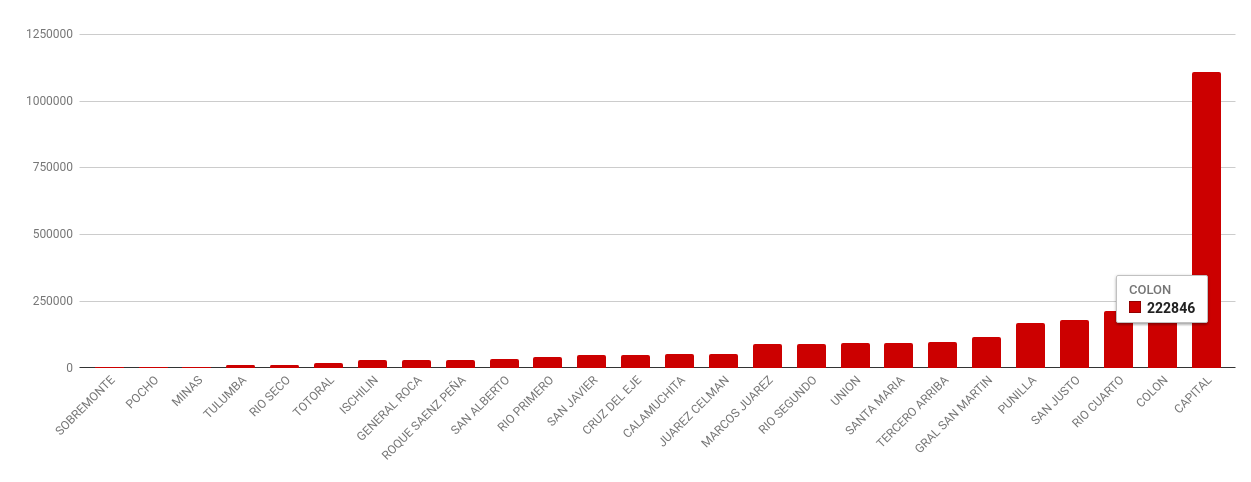 1250000
1000000
750000
500000
250000
0
COLON
222846
SOBREMONTE
POCHO
MINAS
TULUMBA
RIO SECO
TOTORAL
ISCHILIN
GENERAL ROCA
ROQUE SAENZ PEÑA
SAN ALBERTO
RIO PRIMERO
SAN JAVIER
CRUZ DEL EJE
CALAMUCHITA
JUAREZ CELMAN
MARCOS JUAREZ
RIO SEGUNDO
UNION
SANTA MARIA
TERCERO ARRIBA
GRAL SAN MARTIN
PUNILLA
SAN JUSTO
RIO CUARTO
COLON
CAPITAL